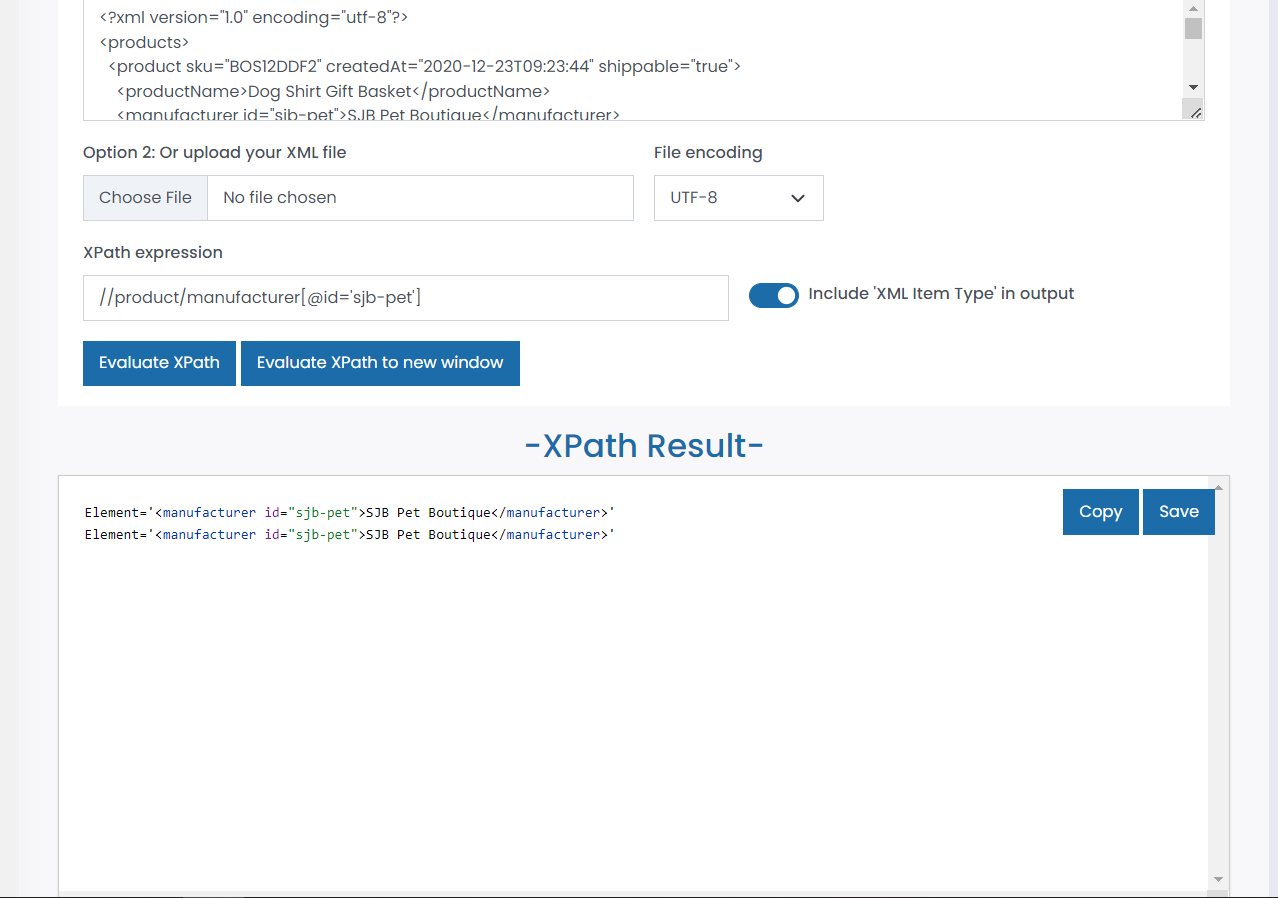 <?xml version="1.0" encoding="utf-8"?>
<products>
<product sku="BOS12DDF2" createdAt="2020-12-23T09:23:44" shippable="true">
<productName>Dog Shirt Gift Basket</productName>
<manufacturer id="sjb-pet">SJB Pet Boutique</manufacturer>
Option 2: Or upload your XML file
File encoding
Choose File
No file chosen
UTF-8
XPath expression
//product/manufacturer[@id='sjb-pet']
Include 'XML Item Type' in output
Evaluate XPath
Evaluate XPath to new window
-XPath Result-
Copy
Save
Element='<manufacturer id="sjb-pet">SJB Pet Boutique</manufacturer>'
Element='<manufacturer id="sjb-pet">SJB Pet Boutique</manufacturer>'